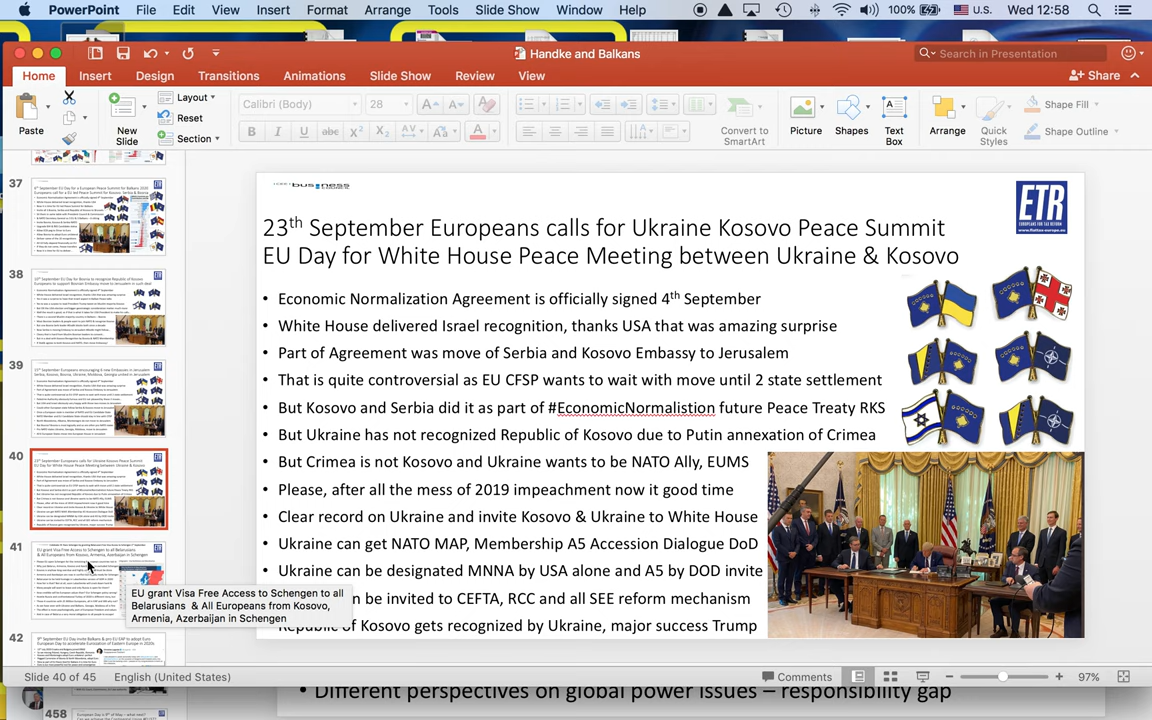 PowerPoint File Edit View Insert Format Arrange Tools Slide Show Window Help 100% U.S. Wed 12:58
Handke and Balkans
Search in Presentation
Home Insert Design Transitions Animations Slide Show Review View
Share
Paste
New Slide
Layout
Reset
Section
Calibri (Body) 28
Convert to SmartArt
Picture
Shapes
Text Box
Arrange
Quick Styles
Shape Fill
Shape Outline
37
38
39
40
41
42
EU grant Visa Free Access to Schengen to all
Belarusians & All Europeans from Kosovo,
Armenia, Azerbaijan in Schengen
ETR
23th September Europeans calls for Ukraine Kosovo Peace Summit
EU Day for White House Peace Meeting between Ukraine & Kosovo
• Economic Normalization Agreement is officially signed 4th September
• White House delivered Israel recognition, thanks USA that was amazing surprise
• Part of Agreement was move of Serbia and Kosovo Embassy to Jerusalem
• That is quite controversial as EU CFSP wants to wait with move until some settlement
• But Kosovo and Serbia did it so now #EconomicNormalistion for Peace Treaty RKS
• But Ukraine has not recognized Republic of Kosovo due to Putin annexation of Crimea
• But Crimea is not Kosovo and Ukraine wants to be NATO Ally, EUM
• Please, after all the mess of 2019 impeachment now it good time
• Clear record on Ukraine and invite Kosovo & Ukraine to White House
• Ukraine can get NATO MAP, Membership A5 Accession Dialogue DoD
• Ukraine can be designated MNNA by USA alone and A5 by DOD in
be invited to CEFTA, RCC and all SEE reform mechanism
Republic of Kosovo gets recognized by Ukraine, major success Trump
Slide 40 of 45 English (United States) Comments 97%
• Different perspectives on global power issues – responsibility gap
458